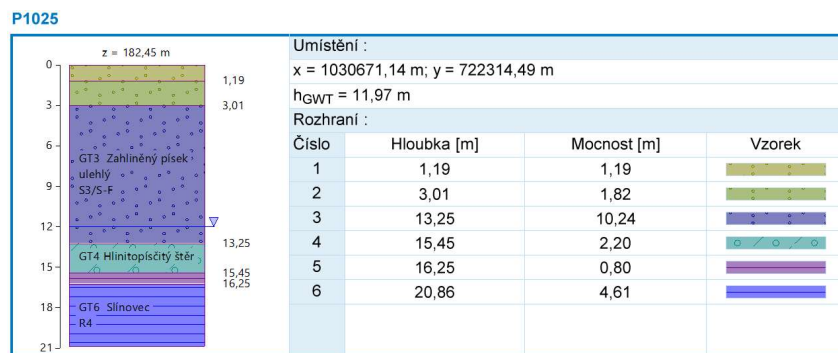 P1025
z = 182,45 m
0
3
6
9
12
15
18
21
1,19
3,01
13,25
15,45
16,25
GT3 Zahliněný písek
ulehlý
S3/S-F
GT4 Hlinitopísčitý štěr
GT6 Slínovec
R4
Umístění :
x = 1030671,14 m; y = 722314,49 m
hGWT = 11,97 m
Rozhraní :
Číslo Hloubka [m] Mocnost [m] Vzorek
1 1,19 1,19
2 3,01 1,82
3 13,25 10,24
4 15,45 2,20
5 16,25 0,80
6 20,86 4,61